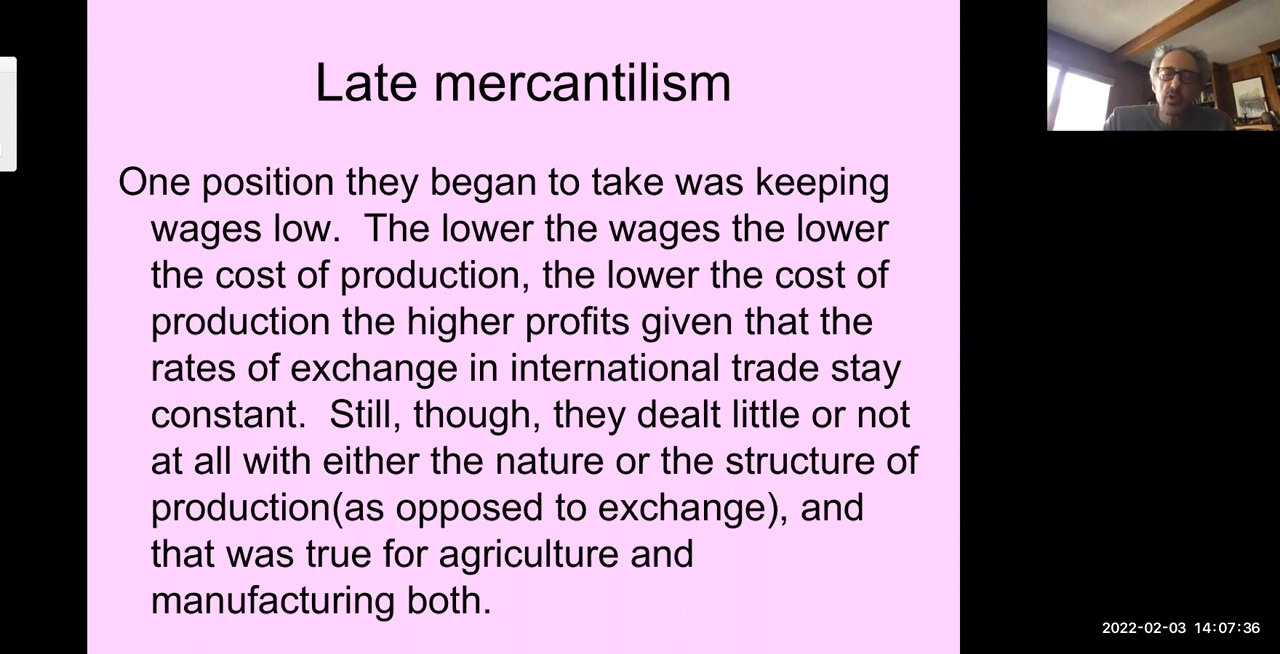 Late mercantilism
One position they began to take was keeping
wages low.  The lower the wages the lower
the cost of production, the lower the cost of
production the higher profits given that the
rates of exchange in international trade stay
constant.  Still, though, they dealt little or not
at all with either the nature or the structure of
production(as opposed to exchange), and
that was true for agriculture and
manufacturing both.
2022-02-03 14:07:36